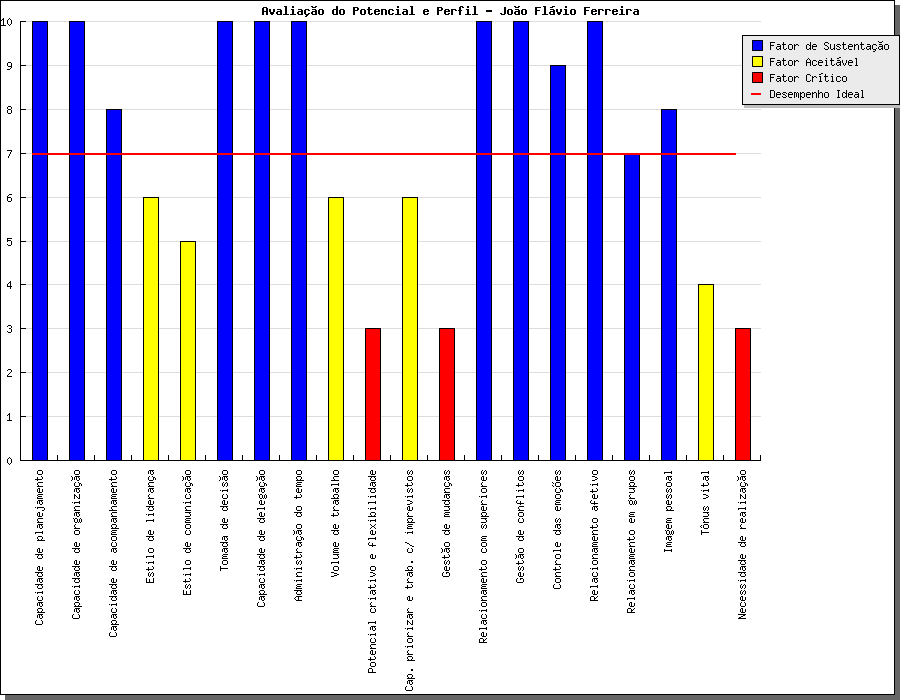 Avaliação do Potencial e Perfil - João Flávio Ferreira
Fator de Sustentação
Fator Aceitável
Fator Crítico
Desempenho Ideal
10
9
8
7
6
5
4
3
2
1
0
Capacidade de planejamento
Capacidade de organização
Capacidade de acompanhamento
Estilo de liderança
Estilo de comunicação
Tomada de decisão
Capacidade de delegação
Administração do tempo
Volume de trabalho
Potencial criativo e flexibilidade
Cap. priorizar e trab. c/ imprevistos
Gestão de mudanças
Relacionamento com superiores
Gestão de conflitos
Controle das emoções
Relacionamento afetivo
Relacionamento em grupos
Imagem pessoal
Tônus vital
Necessidade de realização